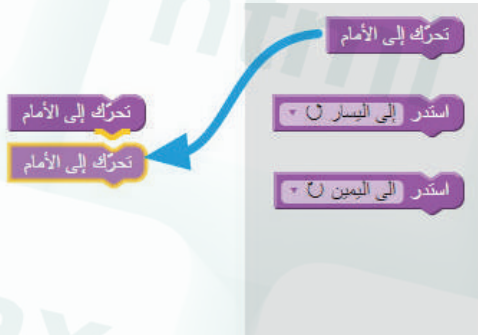 تحرّك إلى الأمام
استدر إلى اليسار
استدر إلى اليمين
تحرّك إلى الأمام
تحرّك إلى الأمام